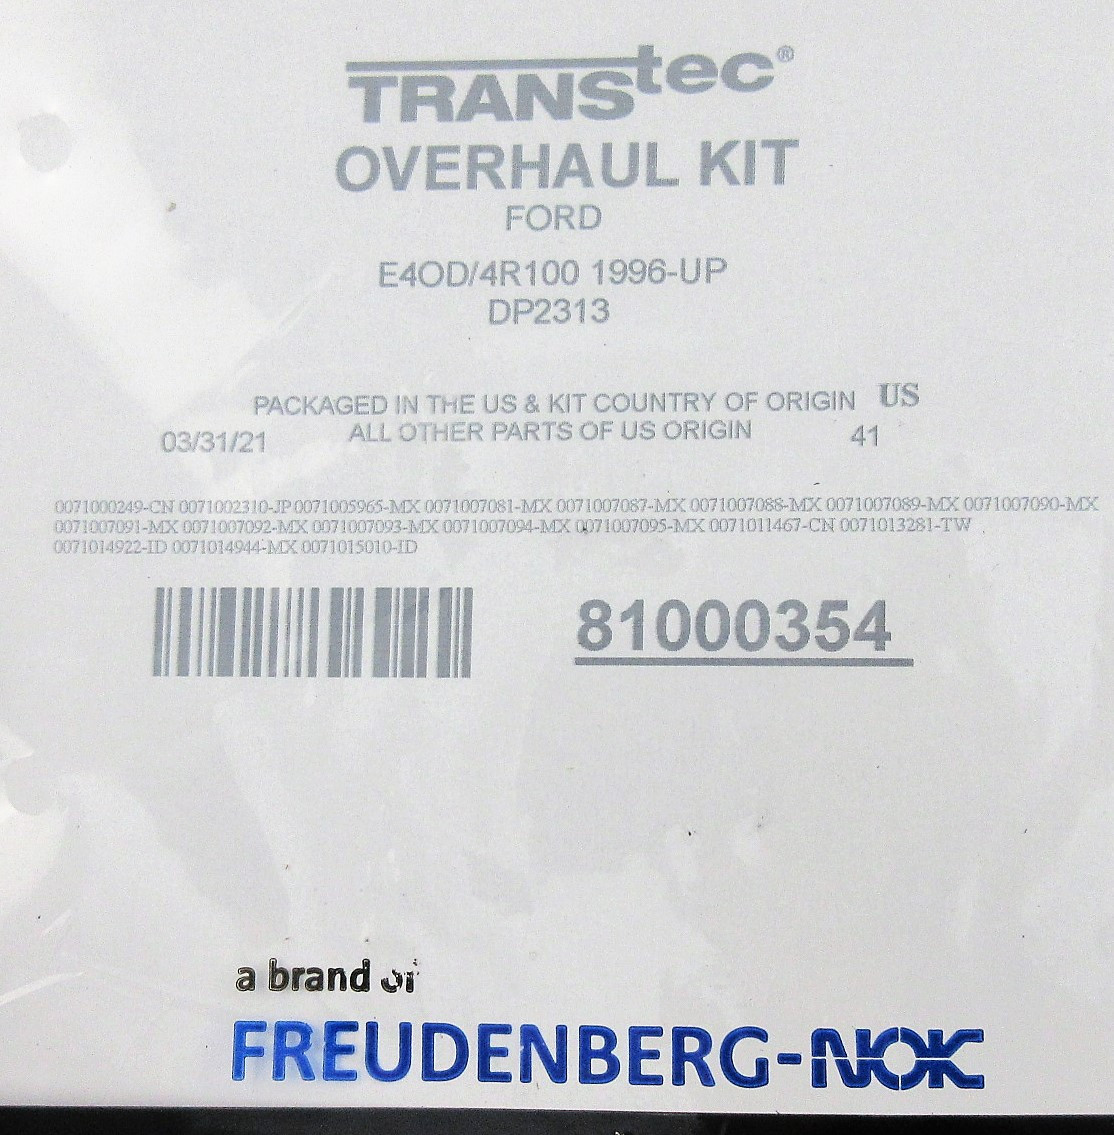 TRANStec®
OVERHAUL KIT
FORD
E4OD/4R100 1996-UP
DP2313
PACKAGED IN THE US & KIT COUNTRY OF ORIGIN US
03/31/21 ALL OTHER PARTS OF US ORIGIN 41
0071000249-CN 0071002310-JP 0071005965-MX 0071007081-MX 0071007087-MX 0071007088-MX 0071007089-MX 0071007090-MX
0071007091-MX 0071007092-MX 0071007093-MX 0071007094-MX 0071007095-MX 0071011467-CN 0071013281-TW
0071014922-ID 0071014944-MX 0071015010-ID
81000354
a brand of
FREUDENBERG-NOK